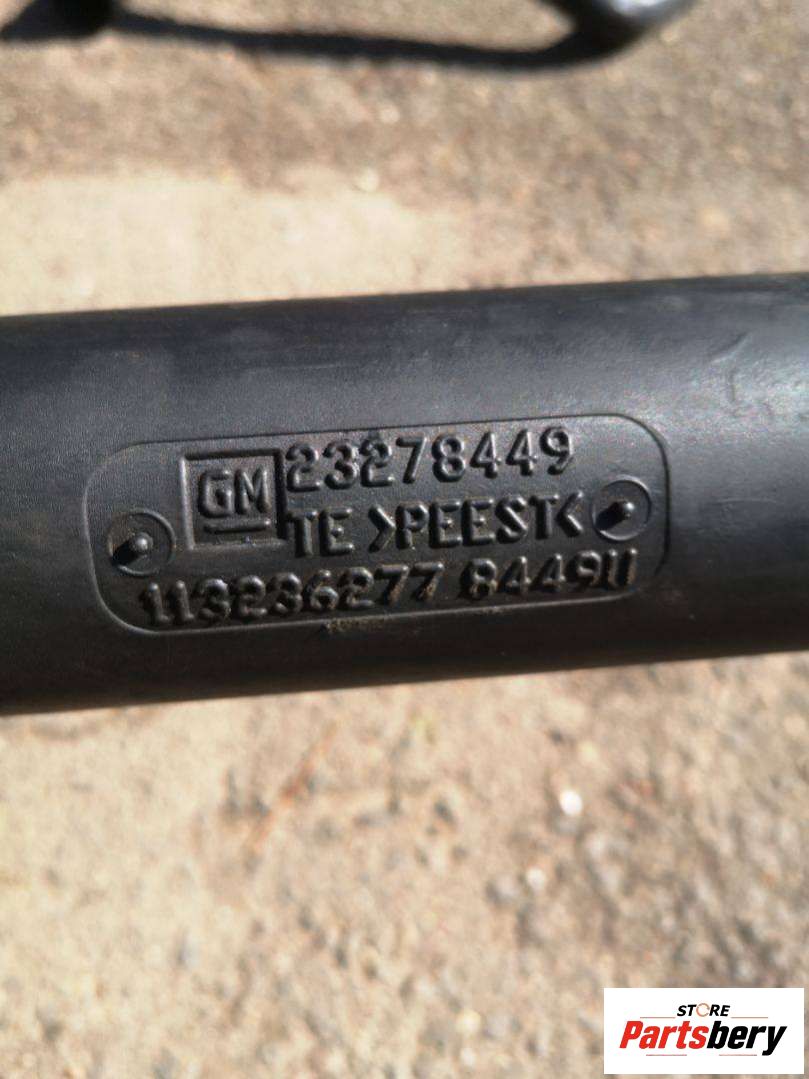 GM 23278449
TE >PEEST<
113236277 8449U
STORE
Partsbery